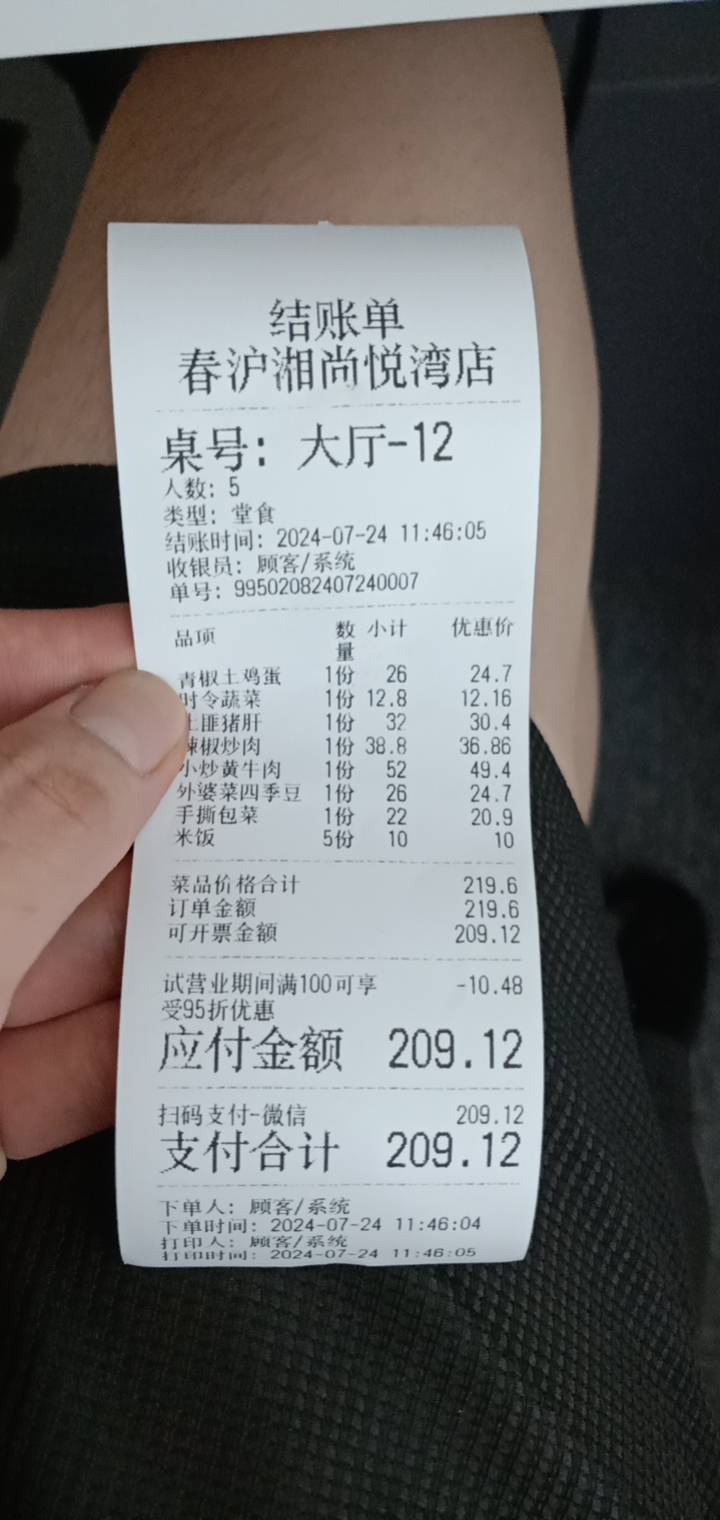 结账单
春沪湘尚悦湾店
桌号: 大厅-12
人数: 5
类型: 堂食
结账时间: 2024-07-24 11:46:05
收银员: 顾客/系统
单号: 99502082407240007
品项 数量 小计 优惠价
青椒土鸡蛋 1份 26 24.7
时令蔬菜 1份 12.8 12.16
土匪猪肝 1份 32 30.4
辣椒炒肉 1份 38.8 36.86
小炒黄牛肉 1份 52 49.4
外婆菜四季豆 1份 26 24.7
手撕包菜 1份 22 20.9
米饭 5份 10 10
菜品价格合计 219.6
订单金额 219.6
可开票金额 209.12
试营业期间满100可享 -10.48
受95折优惠
应付金额 209.12
扫码支付-微信 209.12
支付合计 209.12
下单人: 顾客/系统
下单时间: 2024-07-24 11:46:04
打印人: 顾客/系统
打印时间: 2024-07-24 11:46:05